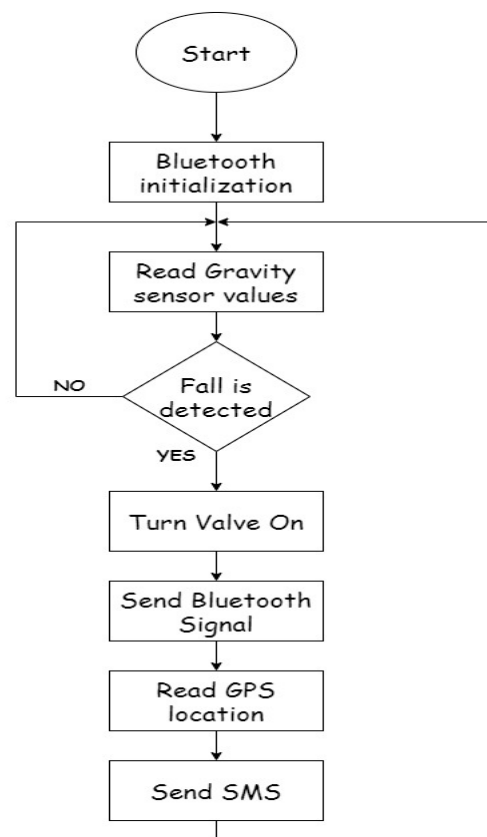 Start
Bluetooth
initialization
Read Gravity
sensor values
Fall is
detected
NO
YES
Turn Valve On
Send Bluetooth
Signal
Read GPS
location
Send SMS